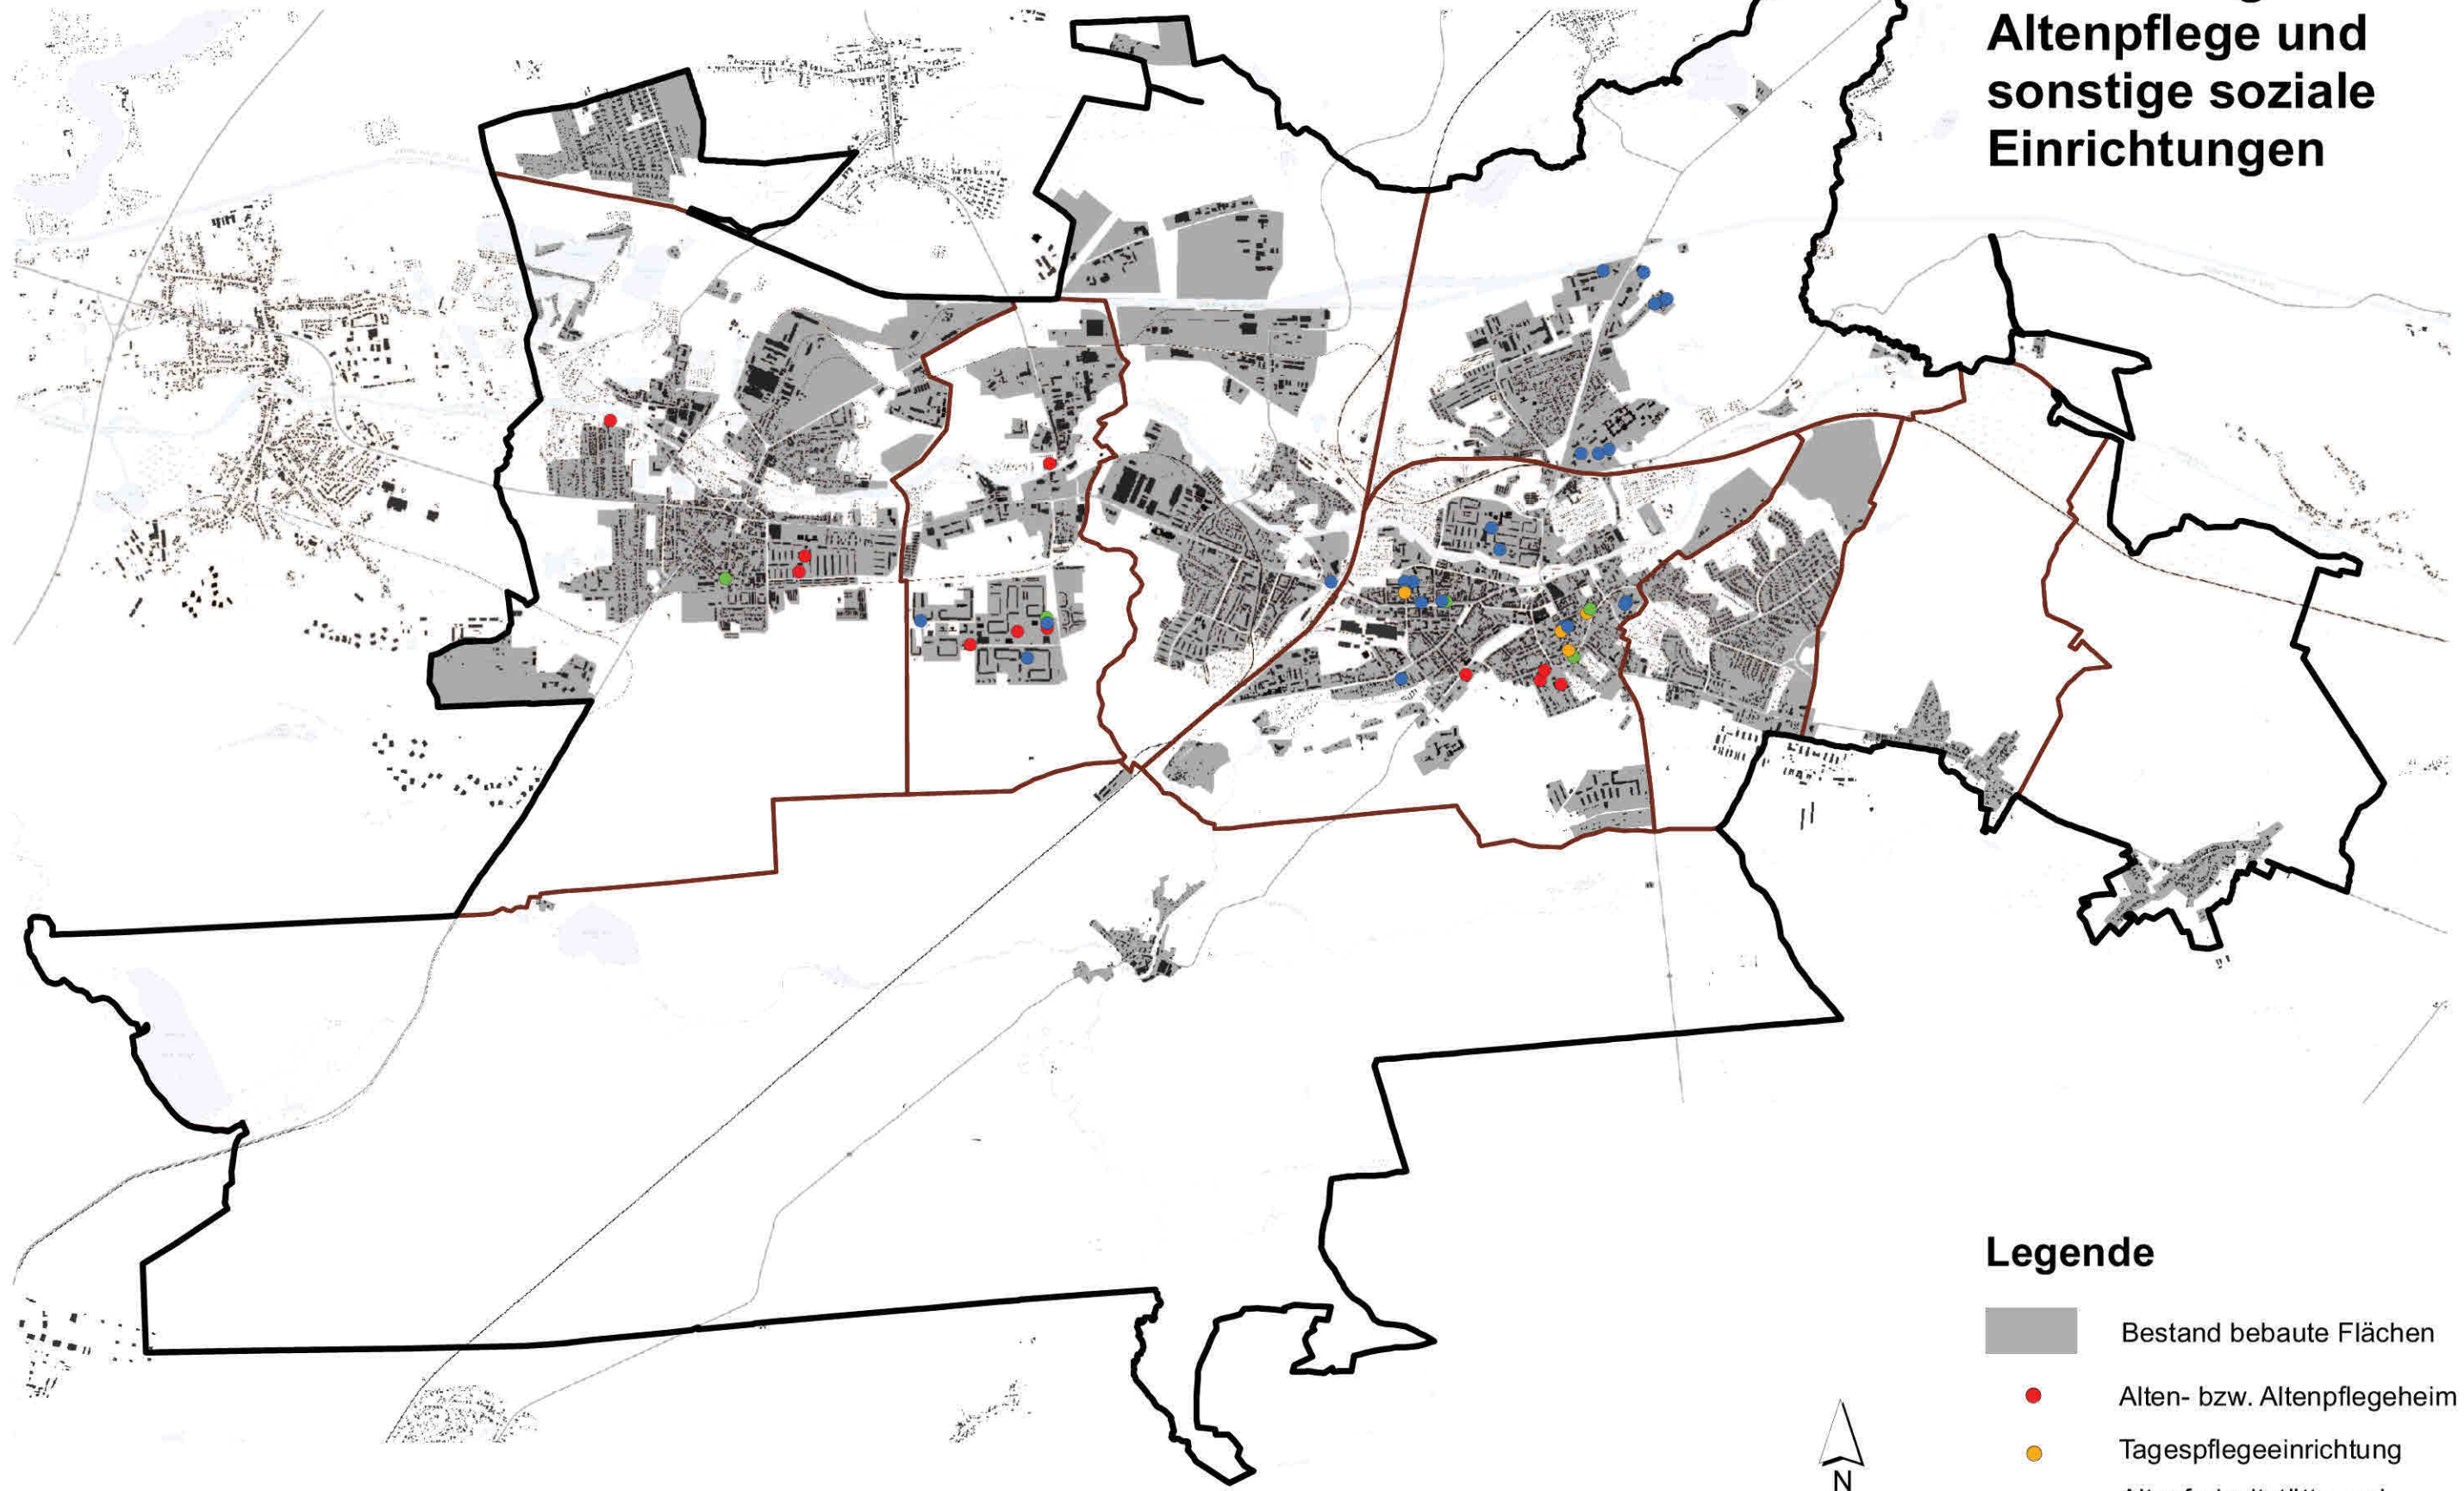 Altenpflege und
sonstige soziale
Einrichtungen
Legende
Bestand bebaute Flächen
Alten- bzw. Altenpflegeheim
Tagespflegeeinrichtung
N